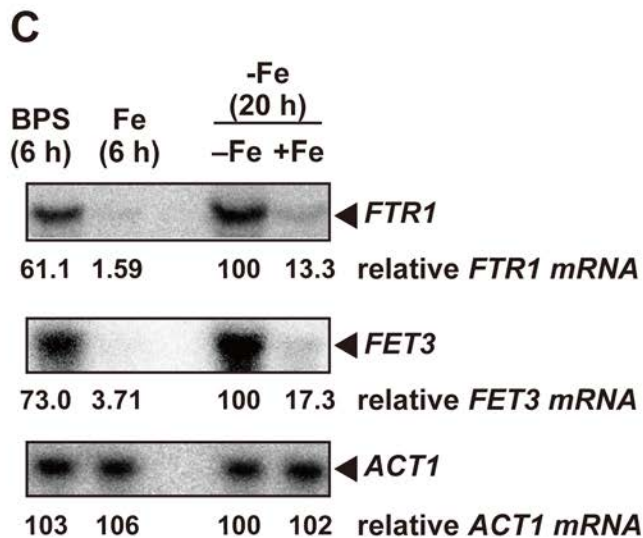 C
-Fe
(20 h)
BPS Fe
(6 h) (6 h) –Fe +Fe
FTR1
61.1 1.59 100 13.3 relative FTR1 mRNA
FET3
73.0 3.71 100 17.3 relative FET3 mRNA
ACT1
103 106 100 102 relative ACT1 mRNA